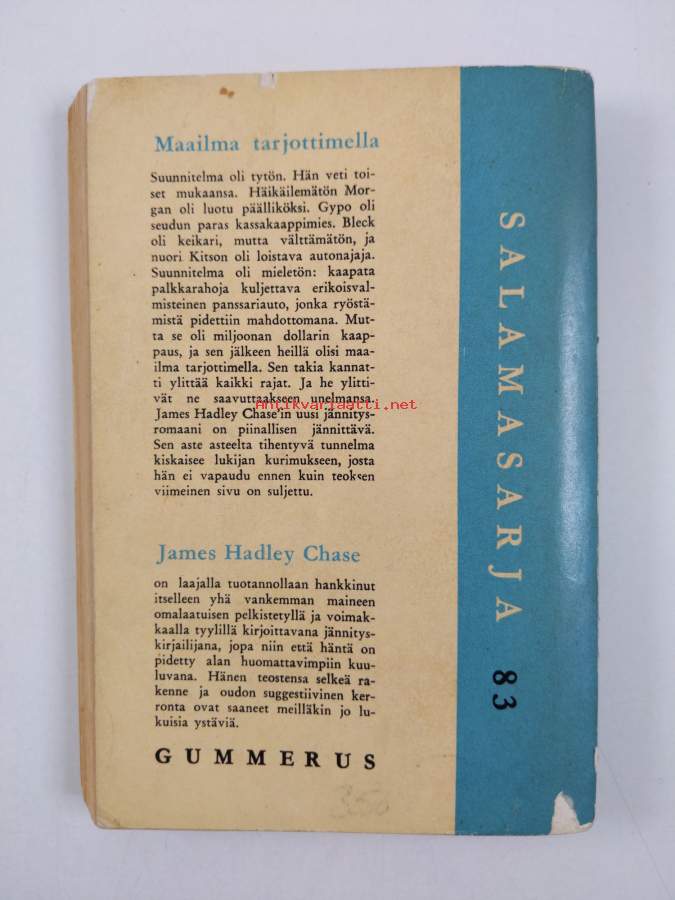 Maailma tarjottimella
Suunnitelma oli tytön. Hän veti toi-
set mukaansa. Häikäilemätön Mor-
gan oli luotu päälliköksi. Gypo oli
seudun paras kassakaappimies. Bleck
oli keikari, mutta välttämätön, ja
nuori Kitson oli loistava autonajaja.
Suunnitelma oli mieletön: kaapata
palkkarahoja kuljettava erikoisval-
misteinen panssariauto, jonka ryöstä-
mistä pidettiin mahdottomana. Mut-
ta se oli miljoonan dollarin kaap-
paus, ja sen jälkeen heillä olisi maa-
ilma tarjottimella. Sen takia kannat-
ti ylittää kaikki rajat. Ja he ylitti-
vät ne saavuttaakseen unelmansa.
antikvariaatti.net
James Hadley Chase'in uusi jännitys-
romaani on piinallisen jännittävä.
Sen aste asteelta tihentyvä tunnelma
kiskaisee lukijan kurimukseen, josta
hän ei vapaudu ennen kuin teoksen
viimeinen sivu on suljettu.
James Hadley Chase
on laajalla tuotannollaan hankkinut
itselleen yhä vankemman maineen
omalaatuisen pelkistetyllä ja voimak-
kaalla tyylillä kirjoittavana jännitys-
kirjailijana, jopa niin että häntä on
pidetty alan huomattavimpiin kuu-
luvana. Hänen teostensa selkeä ra-
kenne ja oudon suggestiivinen ker-
ronta ovat saaneet meilläkin jo lu-
kuisia ystäviä.
GUMMERUS
350
SALAMASARJA 83